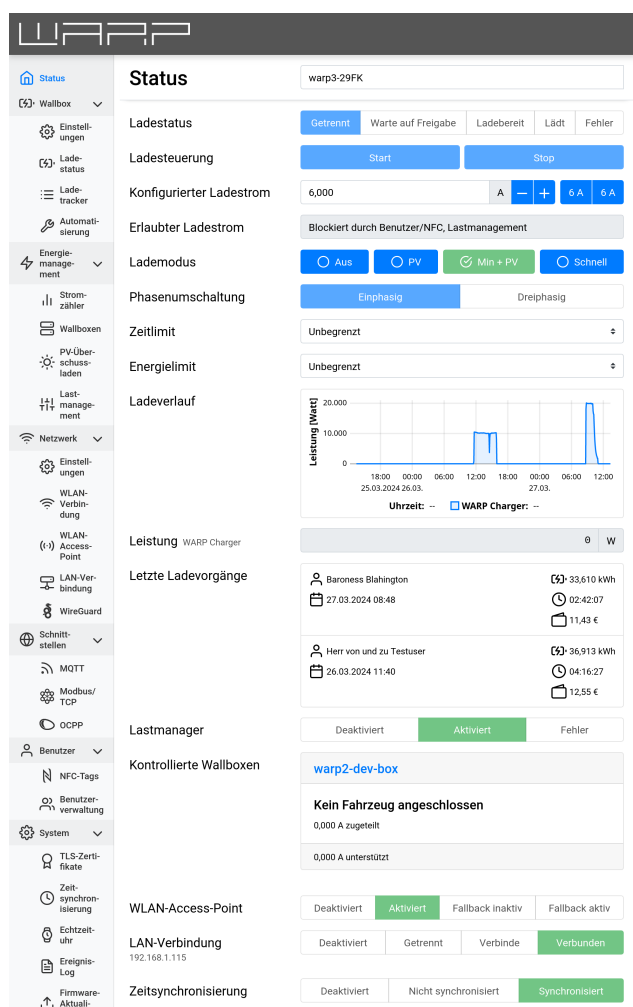 WARP
Status
Wallbox
Einstell-
ungen
Lade-
status
Lade-
tracker
Automati-
sierung
Energie-
manage-
ment
Strom-
zähler
Wallboxen
PV-Über-
schuss-
laden
Last-
manage-
ment
Netzwerk
Einstell-
ungen
WLAN-
Verbin-
dung
WLAN-
Access-
Point
LAN-Ver-
bindung
WireGuard
Schnitt-
stellen
MQTT
Modbus/
TCP
OCPP
Benutzer
NFC-Tags
Benutzer-
verwaltung
System
TLS-Zerti-
fikate
Zeit-
synchron-
isierung
Echtzeit-
uhr
Ereignis-
Log
Firmware-
Aktuali-
Status warp3-29FK
Ladestatus Getrennt Warte auf Freigabe Ladebereit Lädt Fehler
Ladesteuerung Start Stop
Konfigurierter Ladestrom 6,000 A − + 6 A 6 A
Erlaubter Ladestrom Blockiert durch Benutzer/NFC, Lastmanagement
Lademodus Aus PV Min + PV Schnell
Phasenumschaltung Einphasig Dreiphasig
Zeitlimit Unbegrenzt
Energielimit Unbegrenzt
Ladeverlauf
Leistung [Watt]
20.000
10.000
0
18:00 00:00 06:00 12:00 18:00 00:00 06:00 12:00
25.03.2024 26.03. 27.03.
Uhrzeit: -- WARP Charger: --
Leistung WARP Charger 0 W
Letzte Ladevorgänge
Baroness Blahington 33,610 kWh
27.03.2024 08:48 02:42:07
11,43 €
Herr von und zu Testuser 36,913 kWh
26.03.2024 11:40 04:16:27
12,55 €
Lastmanager Deaktiviert Aktiviert Fehler
Kontrollierte Wallboxen
warp2-dev-box
Kein Fahrzeug angeschlossen
0,000 A zugeteilt
0,000 A unterstützt
WLAN-Access-Point Deaktiviert Aktiviert Fallback inaktiv Fallback aktiv
LAN-Verbindung Deaktiviert Getrennt Verbinde Verbunden
192.168.1.115
Zeitsynchronisierung Deaktiviert Nicht synchronisiert Synchronisiert